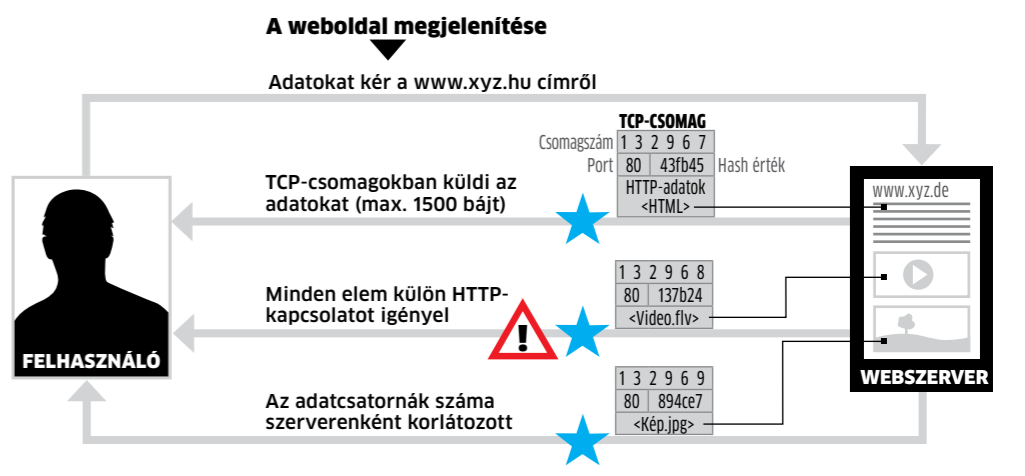 A weboldal megjelenítése
Adatokat kér a www.xyz.hu címről
TCP-CSOMAG
Csomagszám 1 3 2 9 6 7
Port 80 43fb45 Hash érték
HTTP-adatok
<HTML>
TCP-csomagokban küldi az
adatokat (max. 1500 bájt)
www.xyz.de
1 3 2 9 6 8
80 137b24
<Video.flv>
Minden elem külön HTTP-
kapcsolatot igényel
!
FELHASZNÁLÓ
WEBSZERVER
1 3 2 9 6 9
80 894ce7
<Kép.jpg>
Az adatcsatornák száma
szerverenként korlátozott